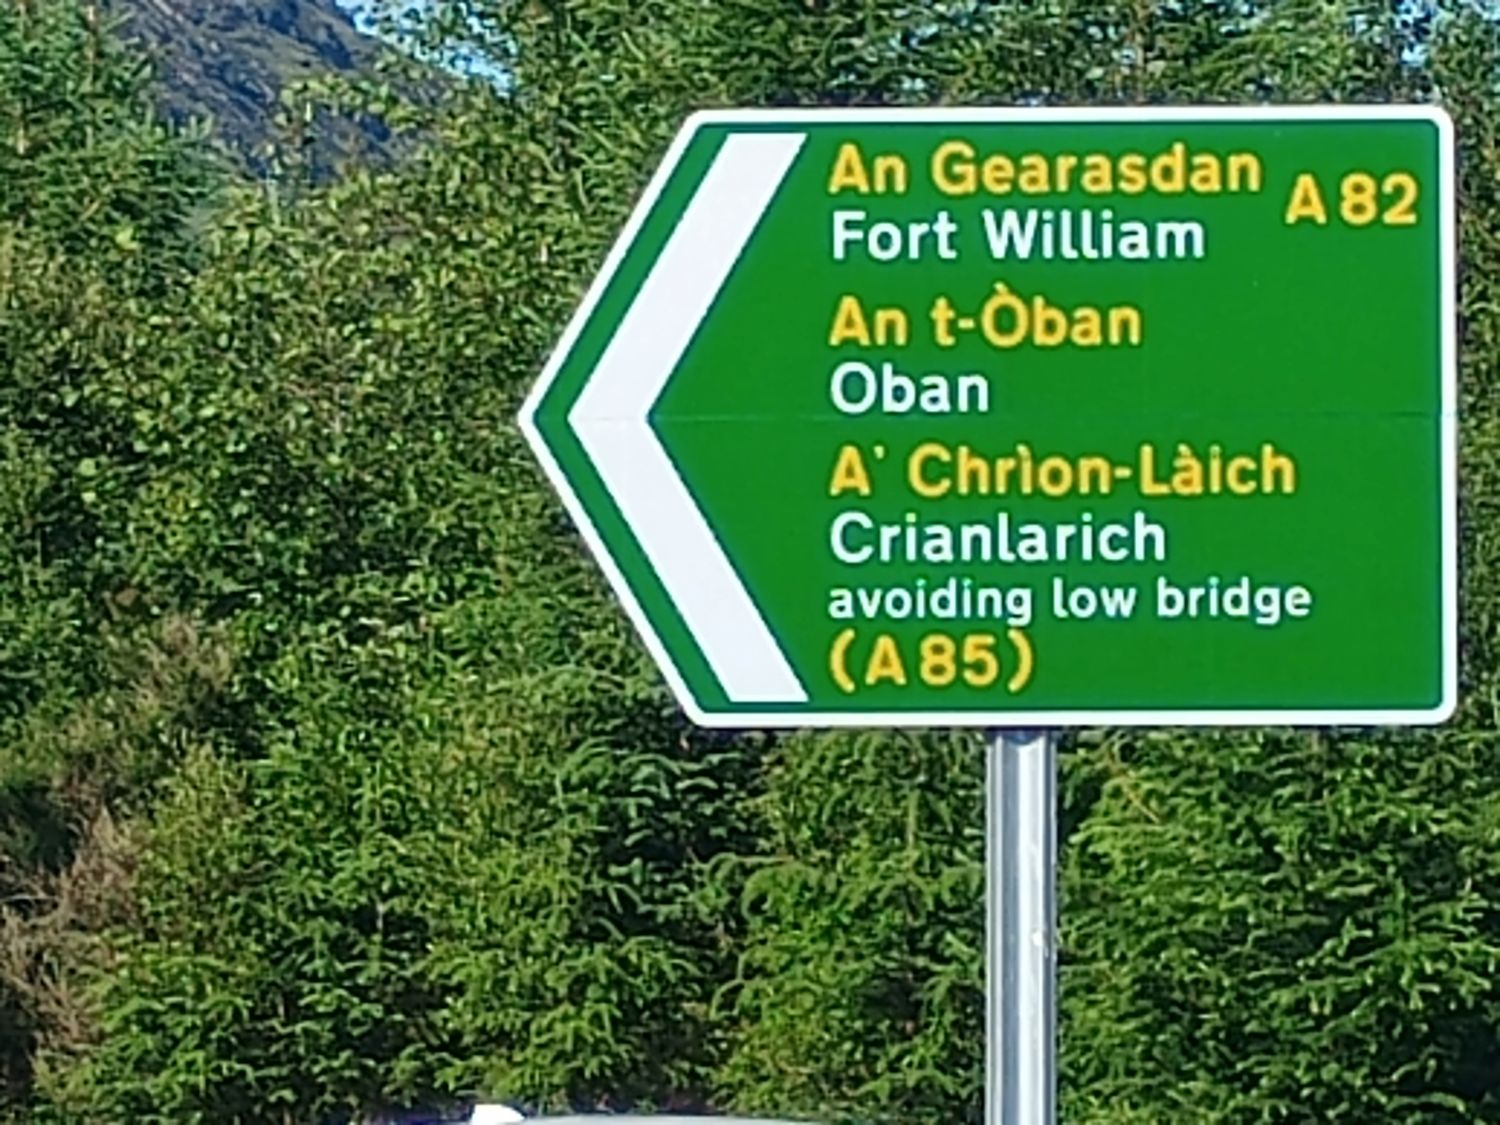 An Gearasdan A82
Fort William
An t-Òban
Oban
A' Chrìon-Làich
Crianlarich
avoiding low bridge
(A85)